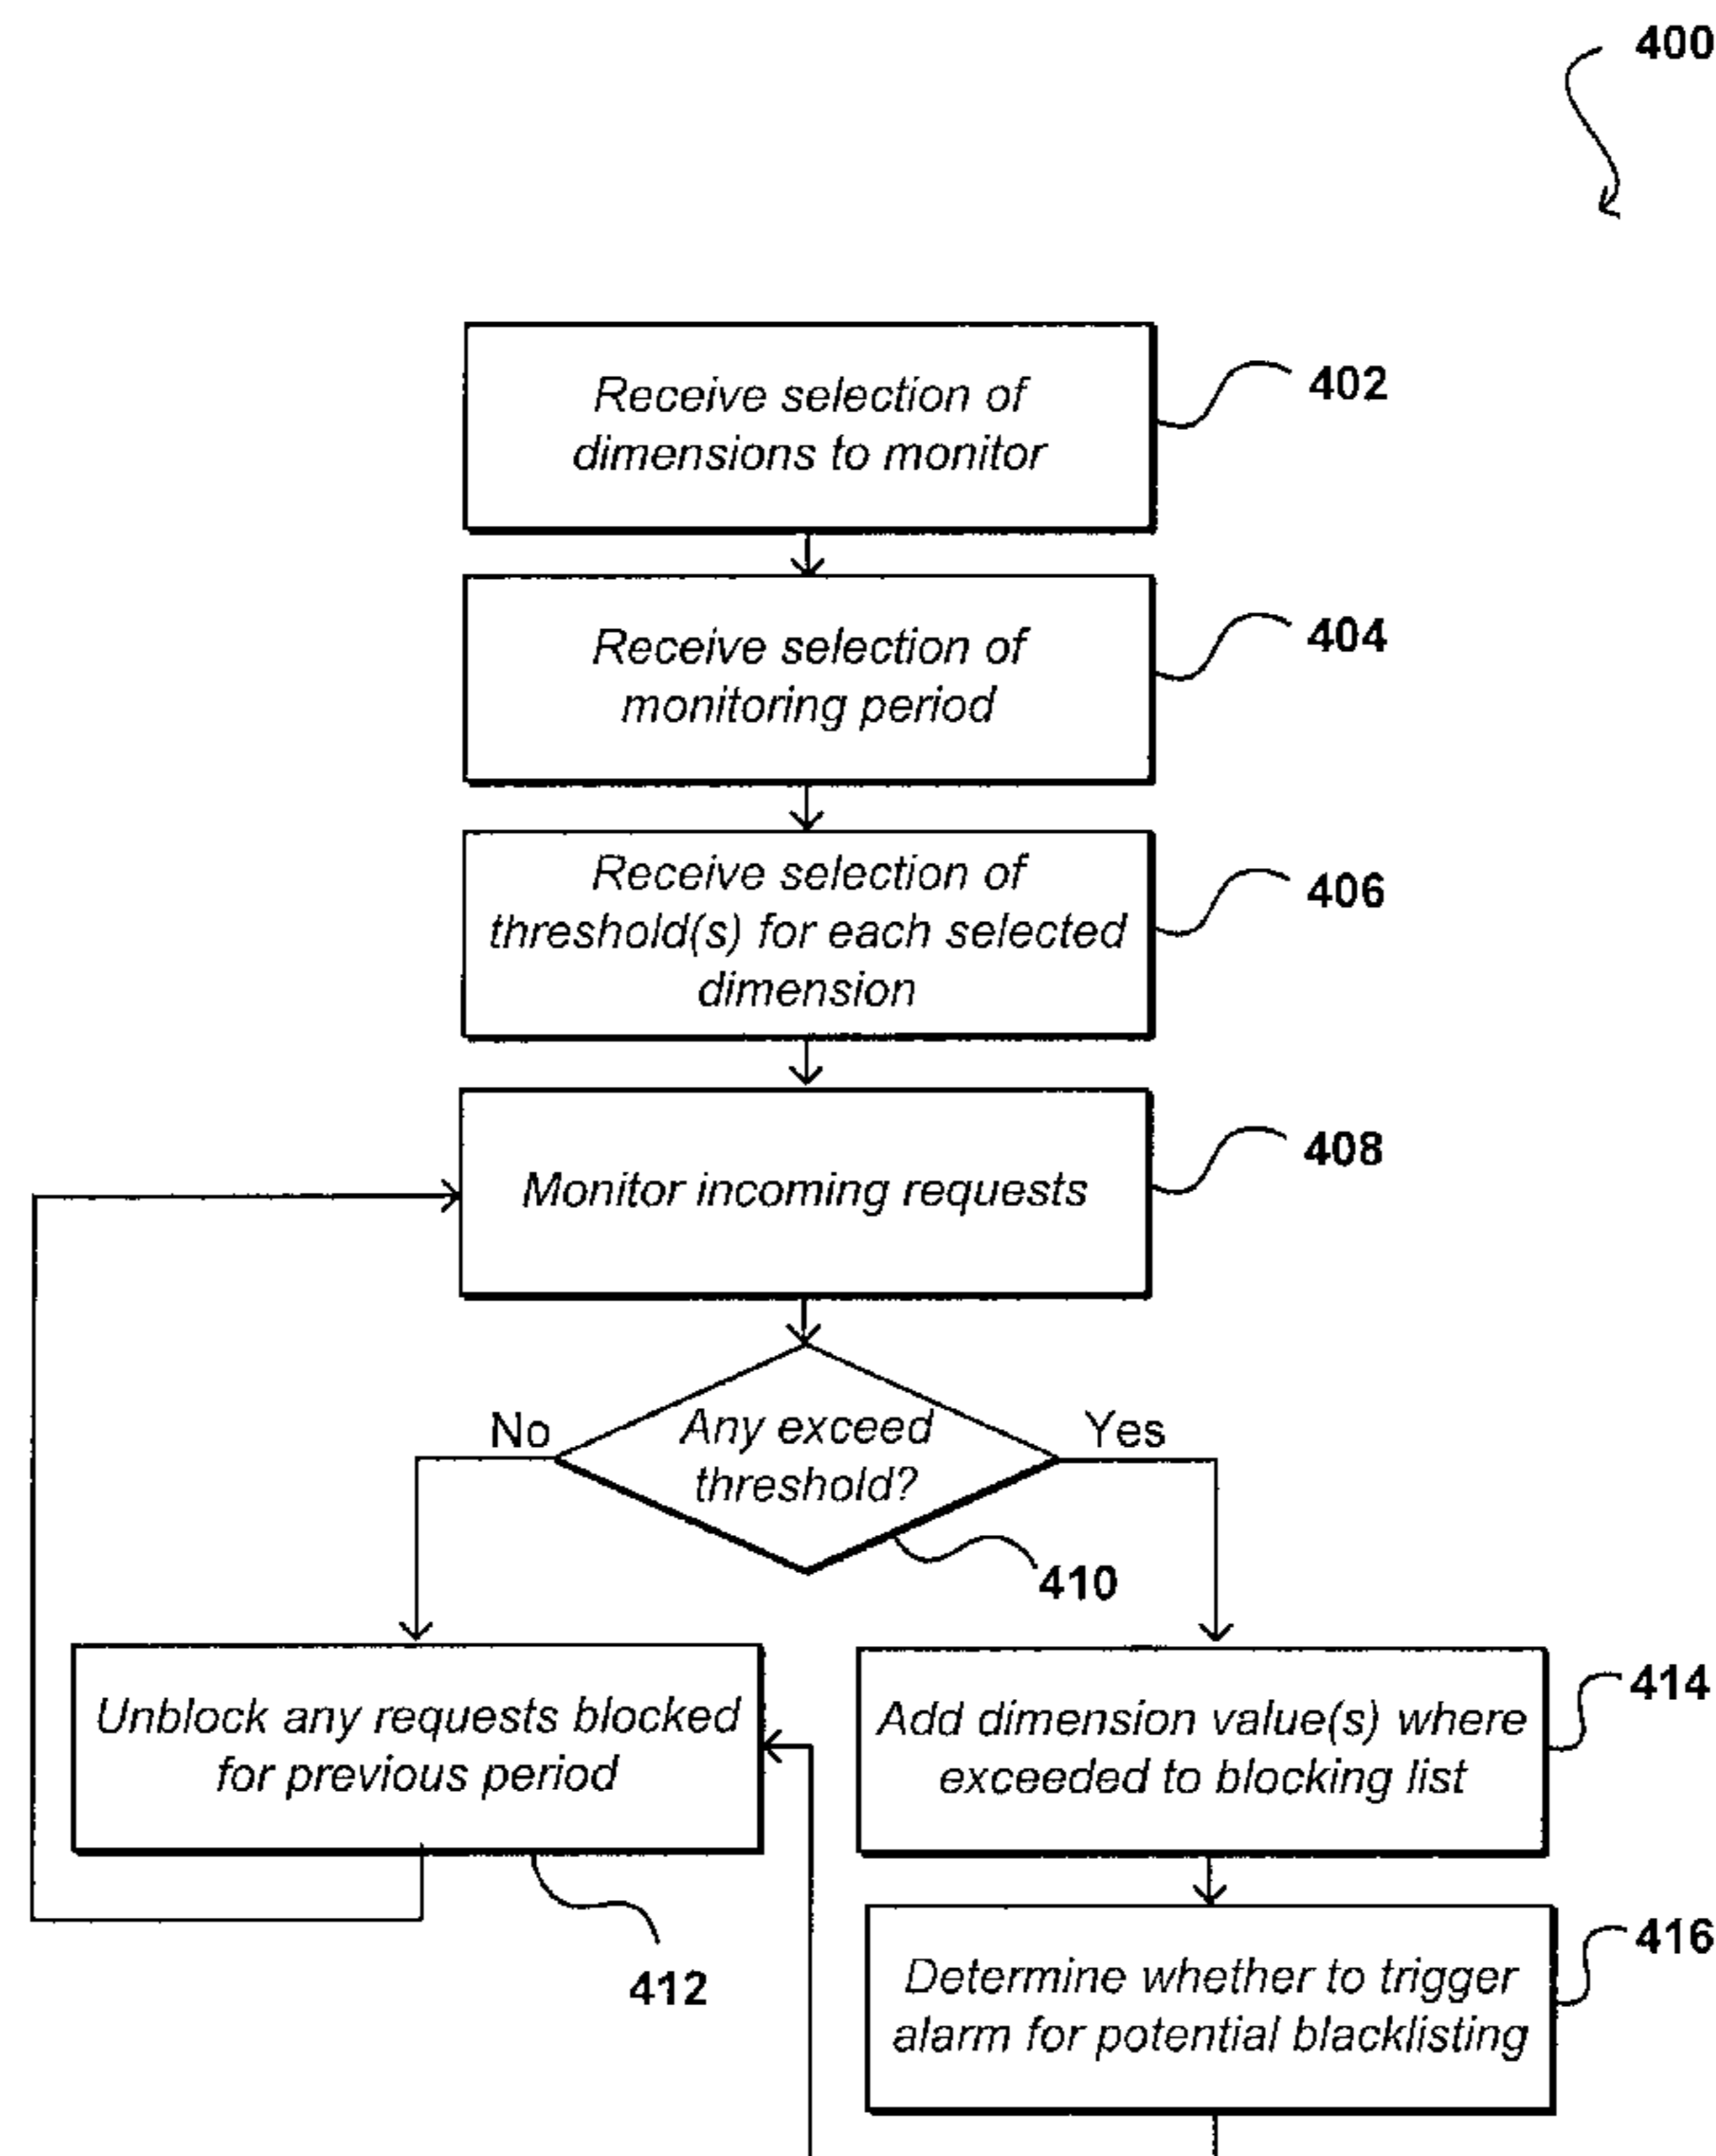 400
Receive selection of
dimensions to monitor
402
Receive selection of
monitoring period
404
Receive selection of
threshold(s) for each selected
dimension
406
Monitor incoming requests
408
No
Any exceed
threshold?
Yes
410
Unblock any requests blocked
for previous period
412
Add dimension value(s) where
exceeded to blocking list
414
Determine whether to trigger
alarm for potential blacklisting
416